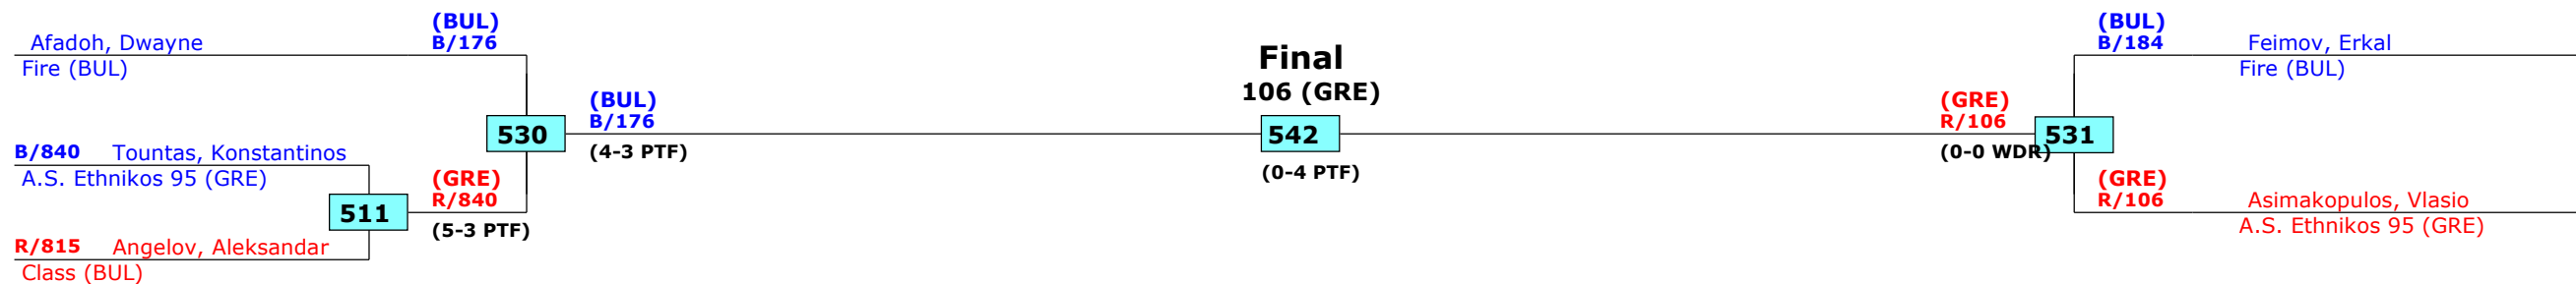 (BUL)
B/176
Afadoh, Dwayne
Fire (BUL)
B/840 Tountas, Konstantinos
A.S. Ethnikos 95 (GRE)
R/815 Angelov, Aleksandar
Class (BUL)
511
(GRE)
R/840
(5-3 PTF)
530
(BUL)
B/176
(4-3 PTF)
Final
106 (GRE)
542
(0-4 PTF)
(GRE)
R/106
(0-0 WDR)
531
(BUL)
B/184
Feimov, Erkal
Fire (BUL)
(GRE)
R/106
Asimakopulos, Vlasio
A.S. Ethnikos 95 (GRE)